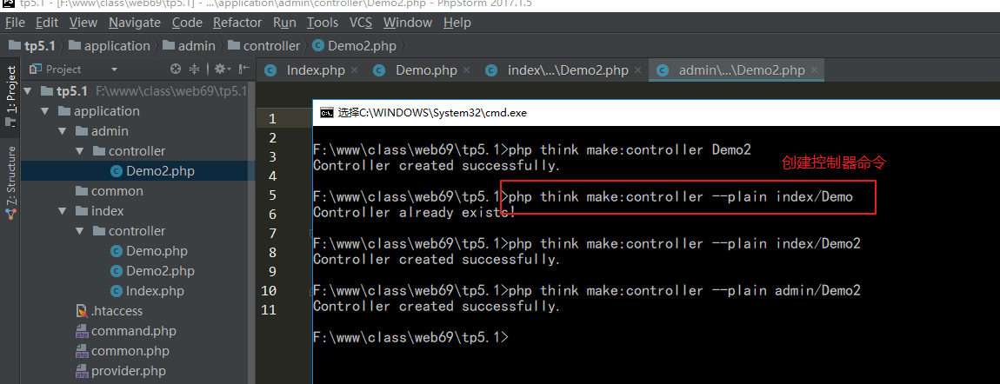 tp5.1 - [F:\www\class\web69\tp5.1] - ...\application\admin\controller\Demo2.php - PhpStorm 2017.1.5
File Edit View Navigate Code Refactor Run Tools VCS Window Help
tp5.1 application admin controller Demo2.php
1: Project
Project
Index.php Demo.php index\...\Demo2.php admin\...\Demo2.php
tp5.1 F:\www\class\web69\tp5.1
application
admin
controller
Demo2.php
common
index
controller
Demo.php
Demo2.php
Index.php
.htaccess
command.php
common.php
provider.php
7: Structure
1
2
3
4
5
6
7
8
9
10
11
选择C:\WINDOWS\System32\cmd.exe
F:\www\class\web69\tp5.1>php think make:controller Demo2
Controller created successfully.
创建控制器命令
F:\www\class\web69\tp5.1>php think make:controller --plain index/Demo
Controller already exists!
F:\www\class\web69\tp5.1>php think make:controller --plain index/Demo2
Controller created successfully.
F:\www\class\web69\tp5.1>php think make:controller --plain admin/Demo2
Controller created successfully.
F:\www\class\web69\tp5.1>